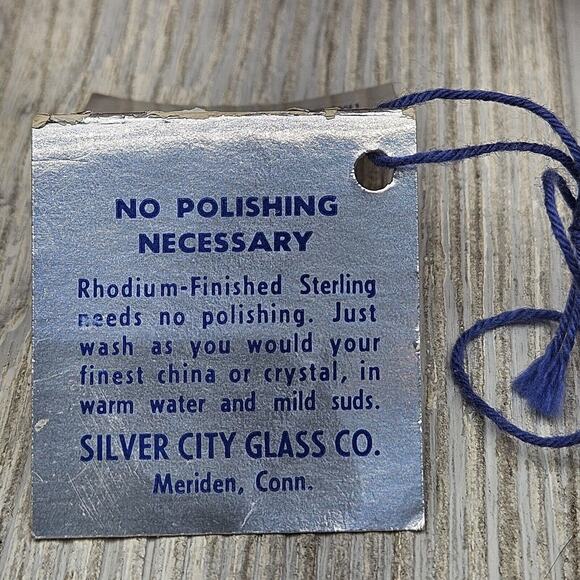 NO POLISHING
NECESSARY
Rhodium-Finished Sterling
needs no polishing. Just
wash as you would your
finest china or crystal, in
warm water and mild suds.
SILVER CITY GLASS CO.
Meriden, Conn.